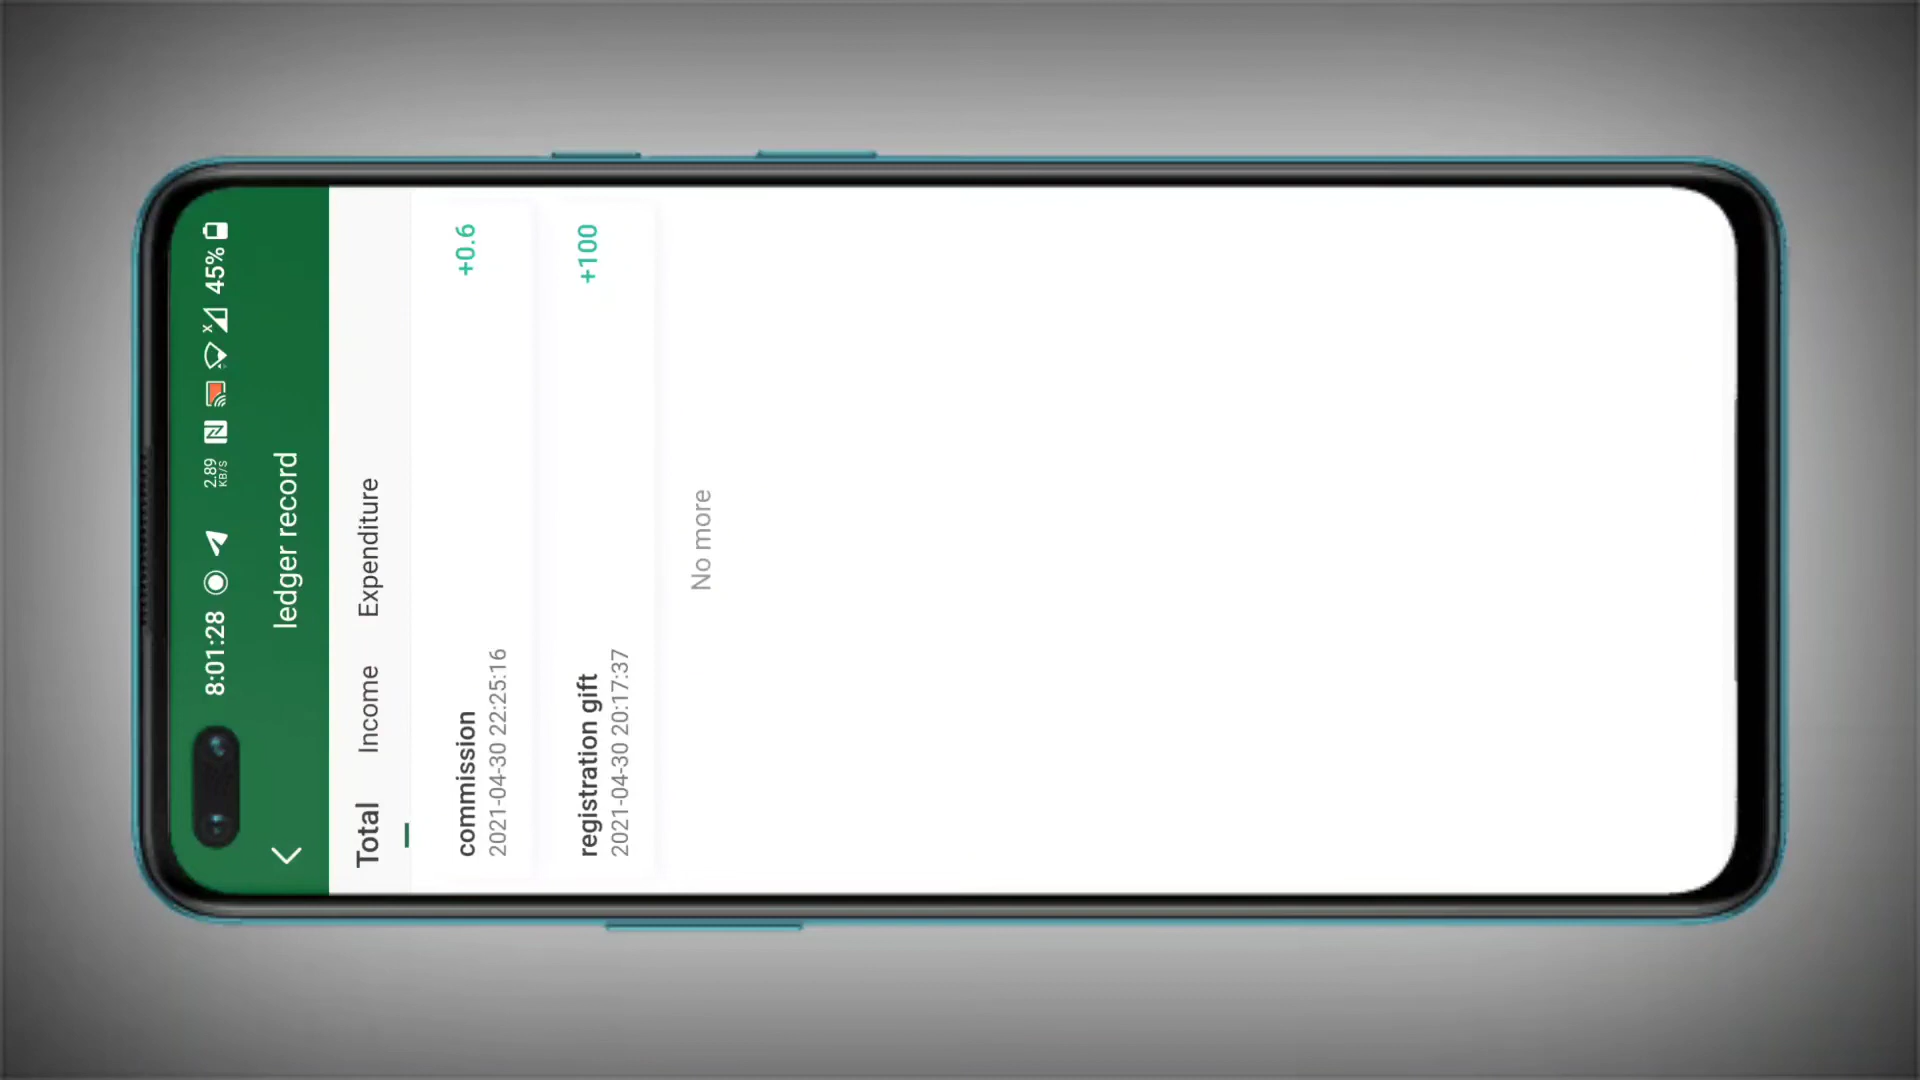 8:01:28 2.89 KB/S X 45%
ledger record
Total Income Expenditure
commission +0.6
2021-04-30 22:25:16
registration gift +100
2021-04-30 20:17:37
No more